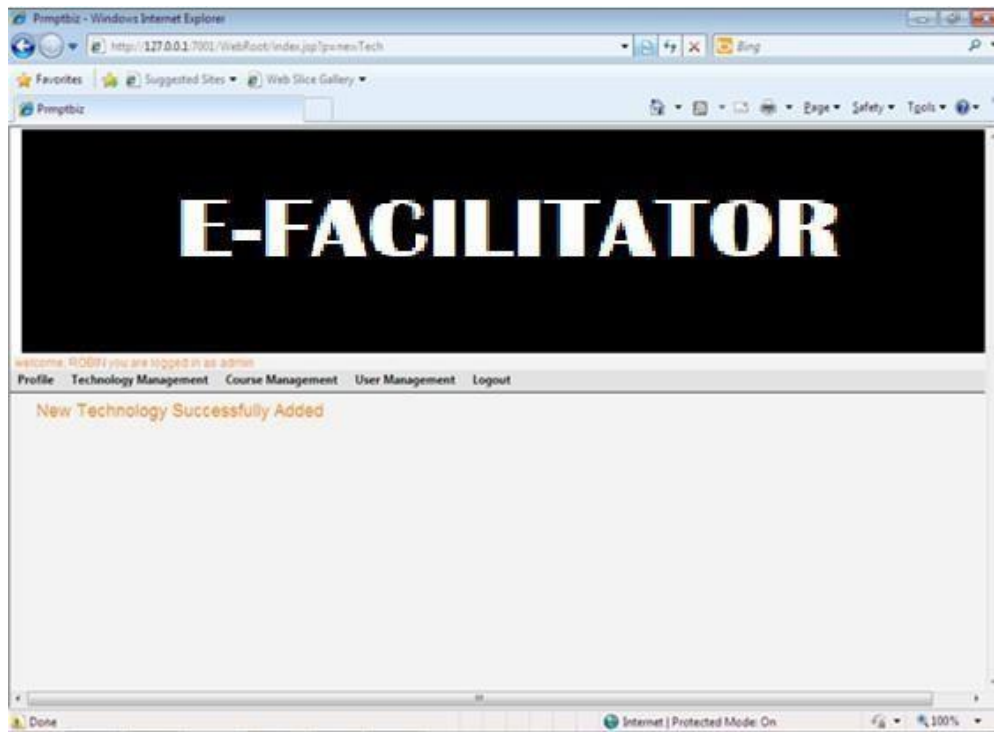 Prmptbiz - Windows Internet Explorer
http://127.0.0.1:7001/WebRoot/index.jsp?p=newTech
Bing
Favorites Suggested Sites Web Slice Gallery
Prmptbiz Page Safety Tools
E-FACILITATOR
welcome, ROBIN you are logged in as admin
Profile Technology Management Course Management User Management Logout
New Technology Successfully Added
Done Internet | Protected Mode: On 100%